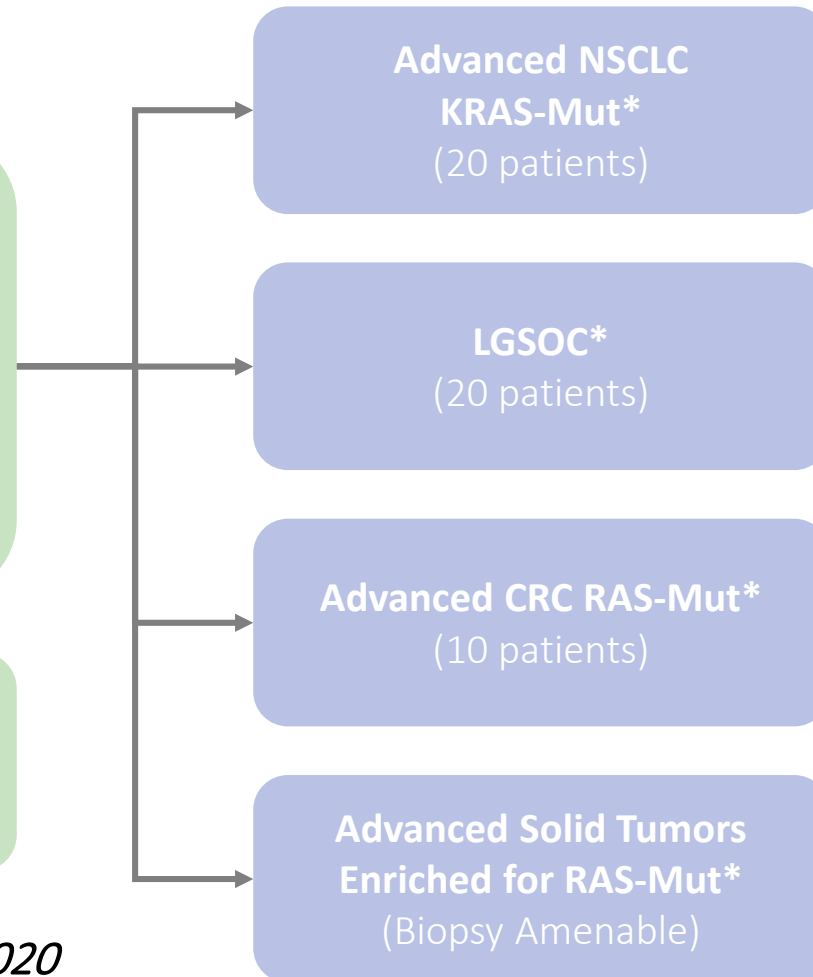 Advanced NSCLC
KRAS-Mut*
(20 patients)
LGSOC*
(20 patients)
Advanced CRC RAS-Mut*
(10 patients)
Advanced Solid Tumors
Enriched for RAS-Mut*
(Biopsy Amenable)
020